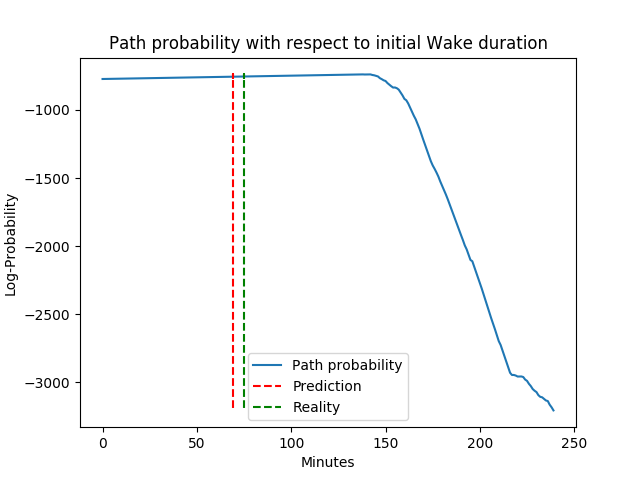 Path probability with respect to initial Wake duration
Log-Probability
−1000
−1500
−2000
−2500
−3000
Path probability
Prediction
Reality
0 50 100 150 200 250
Minutes